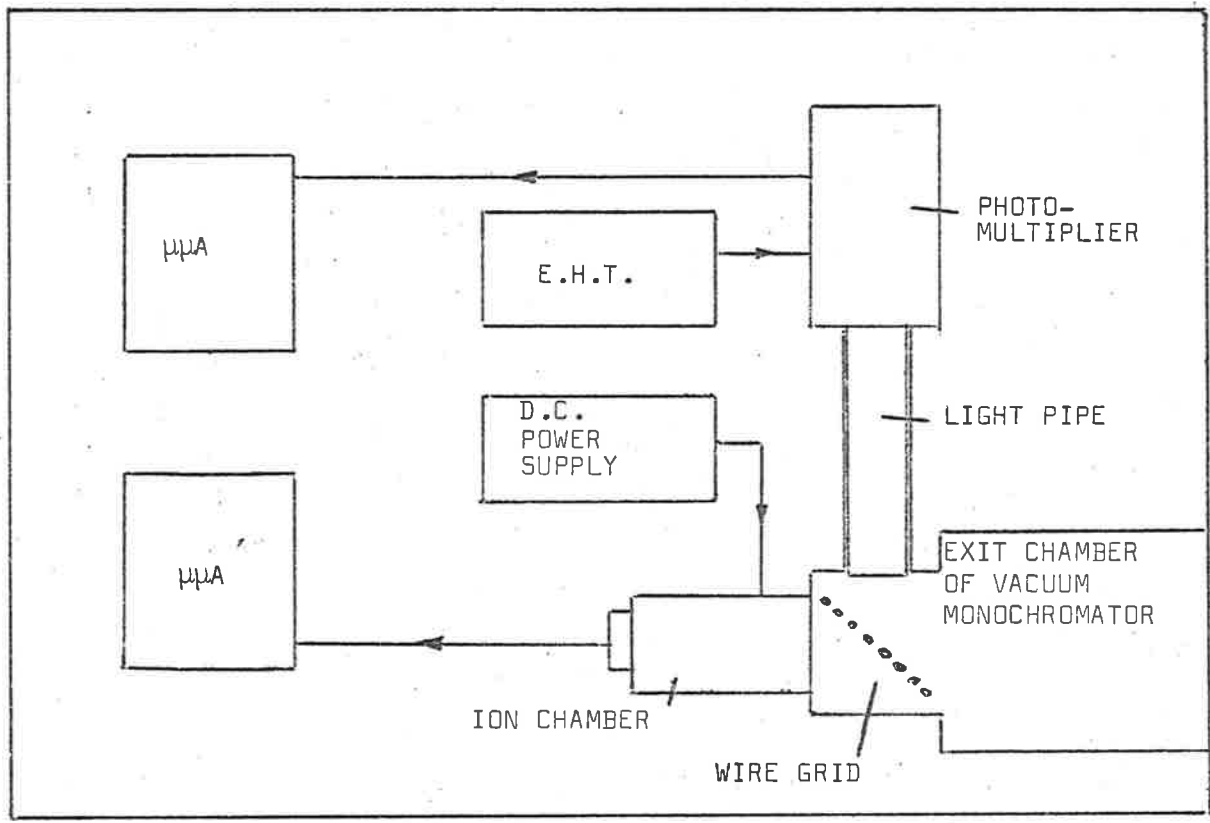 PHOTO-
MULTIPLIER
μμA
E.H.T.
D.C.
POWER
SUPPLY
LIGHT PIPE
EXIT CHAMBER
OF VACUUM
MONOCHROMATOR
μμA
ION CHAMBER
WIRE GRID